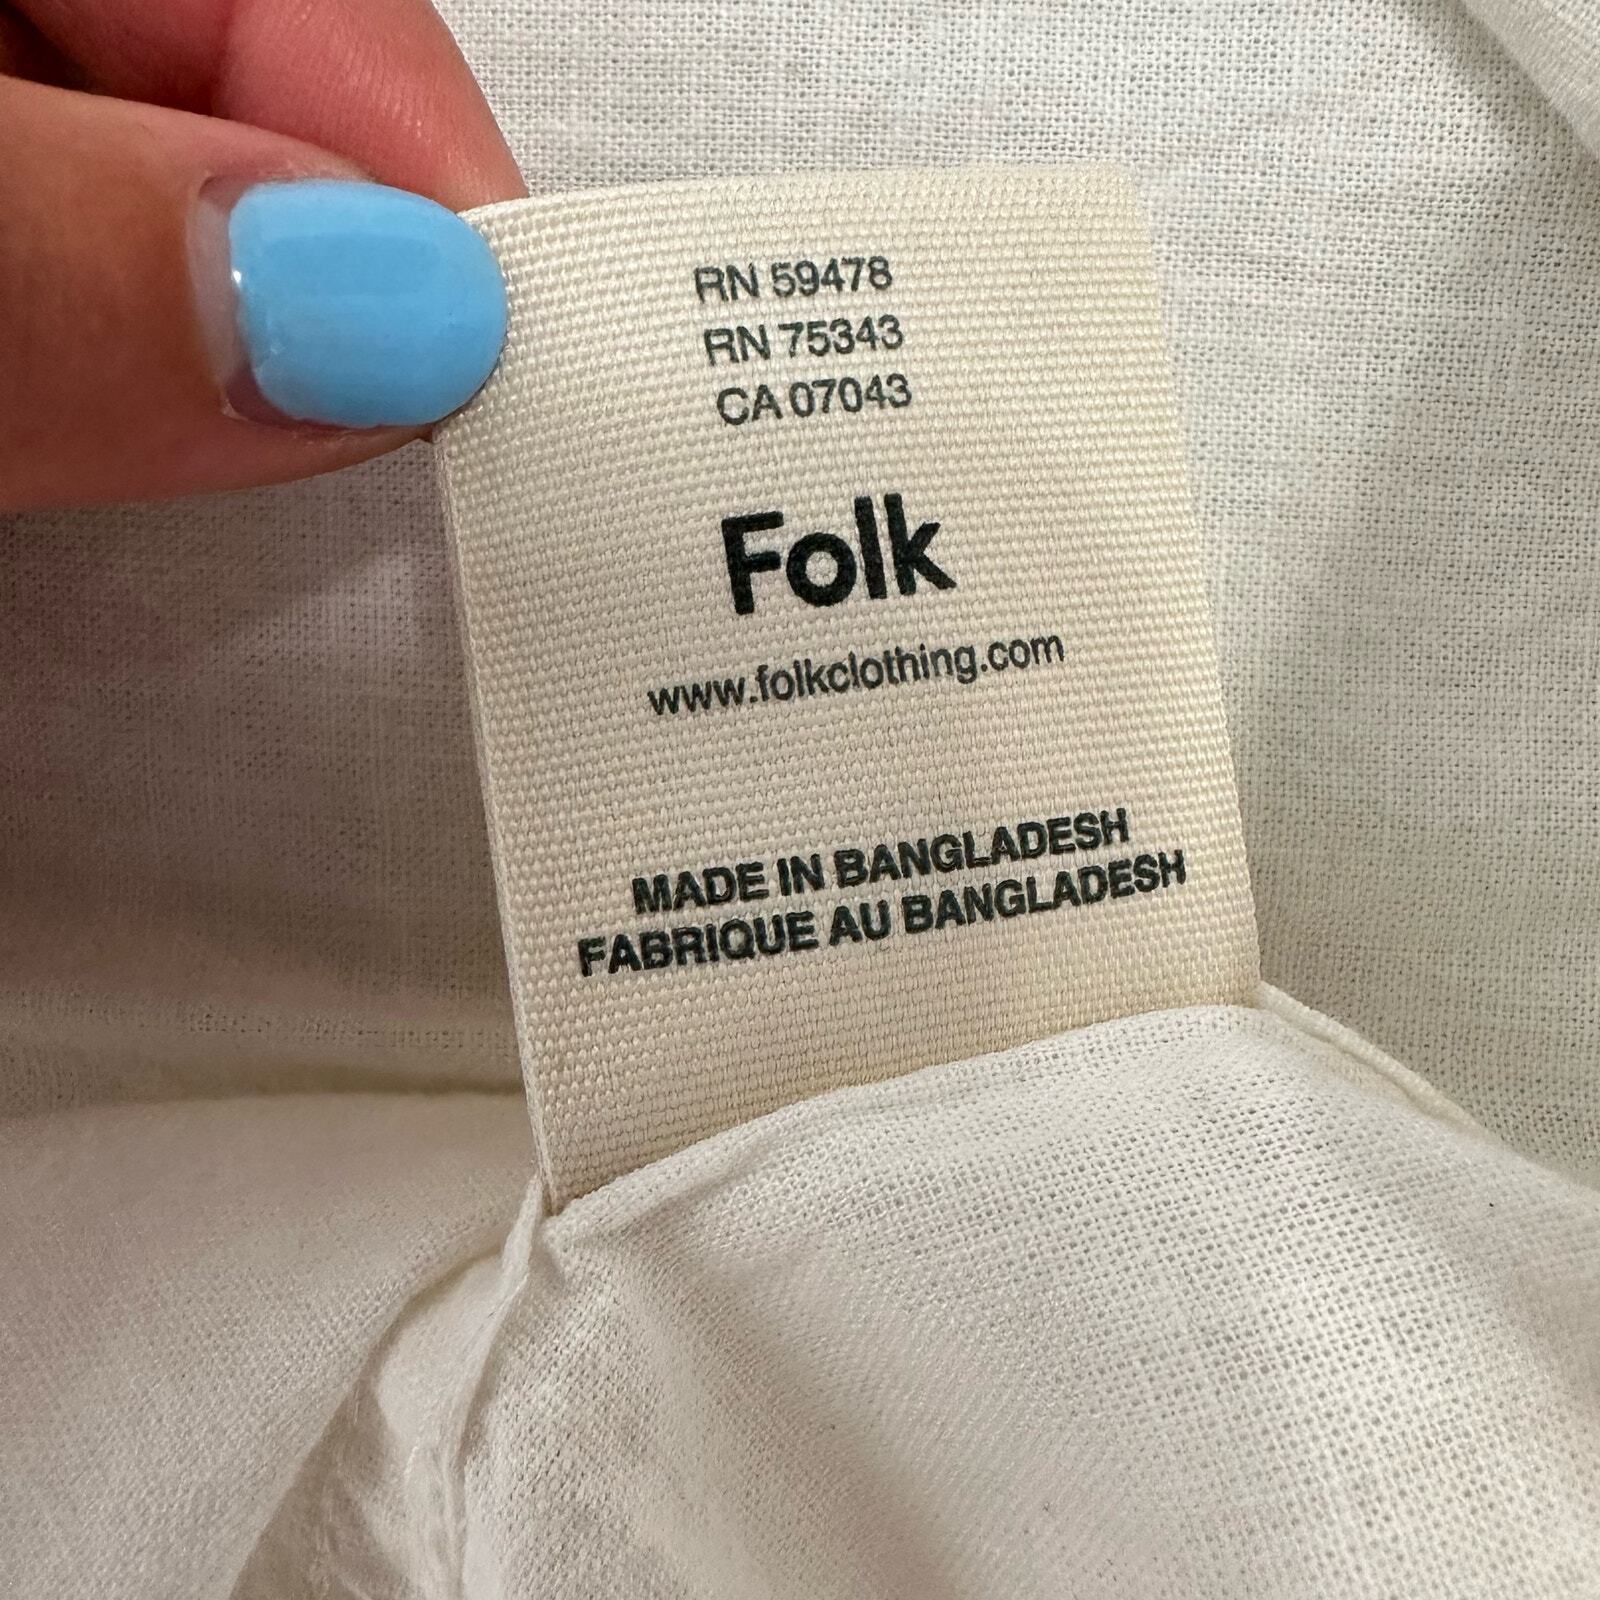 RN 59478
RN 75343
CA 07043
Folk
www.folkclothing.com
MADE IN BANGLADESH
FABRIQUE AU BANGLADESH